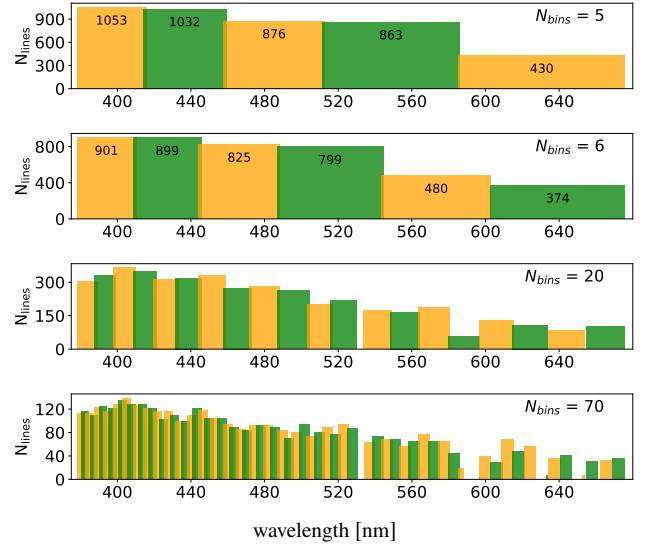 N_lines
900
600
300
0
1053
1032
876
863
430
N_bins = 5
400 440 480 520 560 600 640
N_lines
800
400
0
901
899
825
799
480
374
N_bins = 6
400 440 480 520 560 600 640
N_lines
300
150
0
N_bins = 20
400 440 480 520 560 600 640
N_lines
120
80
40
0
N_bins = 70
400 440 480 520 560 600 640
wavelength [nm]